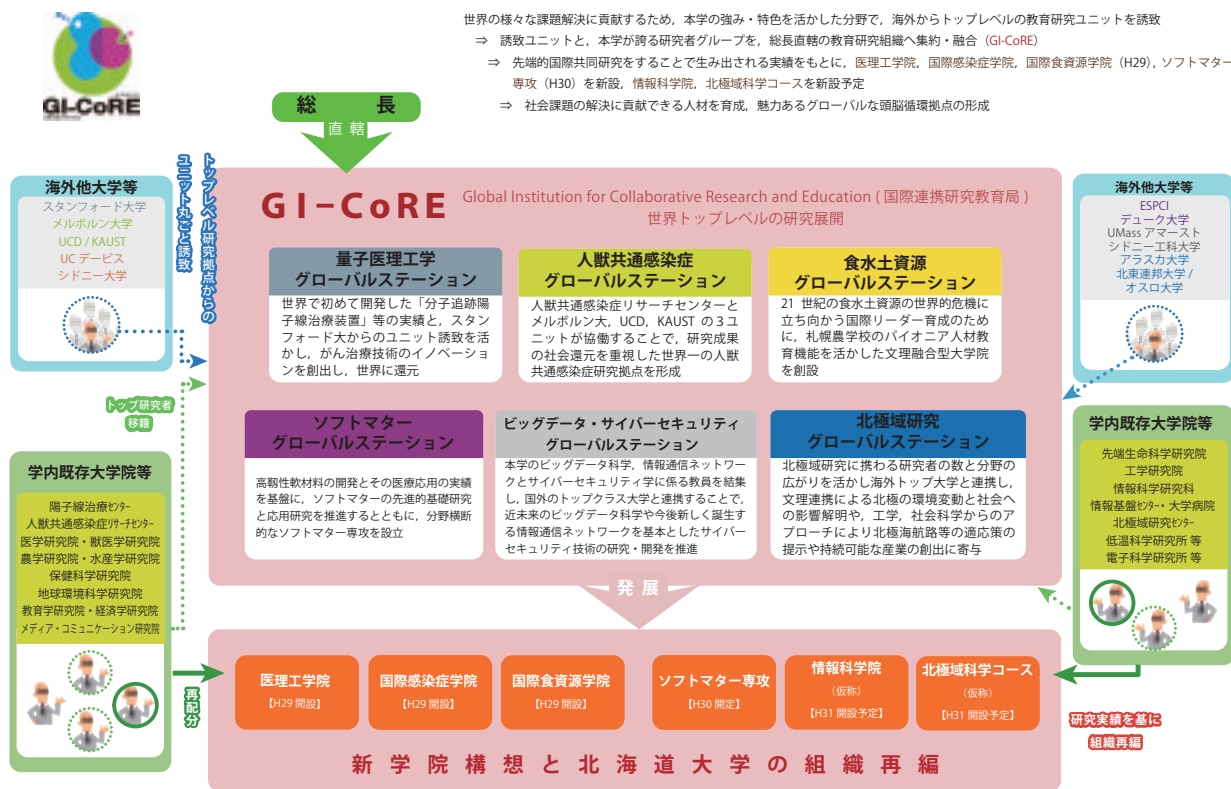 GI-CoRE
世界の様々な課題解決に貢献するため，本学の強み・特色を活かした分野で，海外からトップレベルの教育研究ユニットを誘致
⇒ 誘致ユニットと，本学が誇る研究者グループを，総長直轄の教育研究組織へ集約・融合（GI-CoRE）
⇒ 先端的国際共同研究をすることで生み出される実績をもとに，医理工学院，国際感染症学院，国際食資源学院（H29），ソフトマター
専攻（H30）を新設，情報科学院，北極域科学コースを新設予定
⇒ 社会課題の解決に貢献できる人材を育成，魅力あるグローバルな頭脳循環拠点の形成
総 長
直 轄
トップレベル研究拠点からの
ユニット丸ごと誘致
海外他大学等
スタンフォード大学
メルボルン大学
UCD / KAUST
UC デービス
シドニー大学
トップ研究者
移籍
学内既存大学院等
陽子線治療センター
人獣共通感染症リサーチセンター
医学研究院・獣医学研究院
農学研究院・水産学研究院
保健科学研究院
地球環境科学研究院
教育学研究院・経済学研究院
メディア・コミュニケーション研究院
再配分
GI-CoRE
Global Institution for Collaborative Research and Education ( 国際連携研究教育局 )
世界トップレベルの研究展開
量子医理工学
グローバルステーション
世界で初めて開発した「分子追跡陽
子線治療装置」等の実績と，スタン
フォード大からのユニット誘致を活
かし，がん治療技術のイノベーショ
ンを創出し，世界に還元
人獣共通感染症
グローバルステーション
人獣共通感染症リサーチセンターと
メルボルン大，UCD，KAUST の３ユ
ニットが協働することで，研究成果
の社会還元を重視した世界一の人獣
共通感染症研究拠点を形成
食水土資源
グローバルステーション
21 世紀の食水土資源の世界的危機に
立ち向かう国際リーダー育成のため
に，札幌農学校のパイオニア人材教
育機能を活かした文理融合型大学院
を創設
ソフトマター
グローバルステーション
高靱性軟材料の開発とその医療応用の実績
を基盤に，ソフトマターの先進的基礎研究
と応用研究を推進するとともに，分野横断
的なソフトマター専攻を設立
ビッグデータ・サイバーセキュリティ
グローバルステーション
本学のビッグデータ科学，情報通信ネットワー
クとサイバーセキュリティ学に係る教員を結集
し，国外のトップクラス大学と連携することで，
近未来のビッグデータ科学や今後新しく誕生す
る情報通信ネットワークを基本としたサイバー
セキュリティ技術の研究・開発を推進
北極域研究
グローバルステーション
北極域研究に携わる研究者の数と分野の
広がりを活かし海外トップ大学と連携し，
文理連携による北極の環境変動と社会へ
の影響解明や，工学，社会科学からのア
プローチにより北極海航路等の適応策の
提示や持続可能な産業の創出に寄与
海外他大学等
ESPCI
デューク大学
UMass アマースト
シドニー工科大学
アラスカ大学
北東連邦大学 /
オスロ大学
学内既存大学院等
先端生命科学研究院
工学研究院
情報科学研究科
情報基盤センター・大学病院
北極域研究センター
低温科学研究所 等
電子科学研究所 等
発 展
医理工学院
【H29 開設】
国際感染症学院
【H29 開設】
国際食資源学院
【H29 開設】
ソフトマター専攻
【H30 開定】
情報科学院
（仮称）
【H31 開設予定】
北極域科学コース
（仮称）
【H31 開設予定】
研究実績を基に
組織再編
新学院構想と北海道大学の組織再編